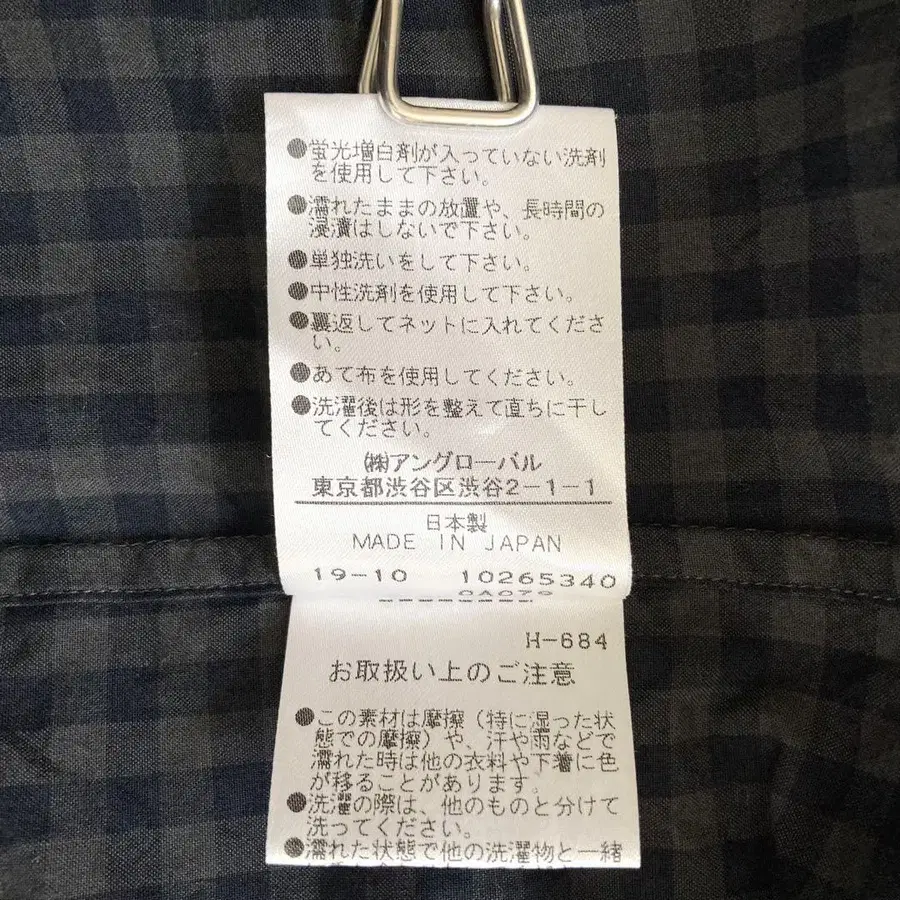 ●蛍光増白剤が入っていない洗剤
を使用して下さい。
●濡れたままの放置や、長時間の
浸漬はしないで下さい。
●単独洗いをして下さい。
●中性洗剤を使用して下さい。
●裏返してネットに入れてくださ
い。
●あて布を使用してください。
●洗濯後は形を整えて直ちに干し
てください。
㈱アングローバル
東京都渋谷区渋谷2-1-1
日本製
MADE IN JAPAN
19-10 10265340
0A079
H-684
お取扱い上のご注意
●この素材は摩擦（特に湿った状
態での摩擦）や、汗や雨などで
濡れた時は他の衣料や下着に色
が移ることがあります。
●洗濯の際は、他のものと分けて
洗ってください。
●濡れた状態で他の洗濯物と一緒